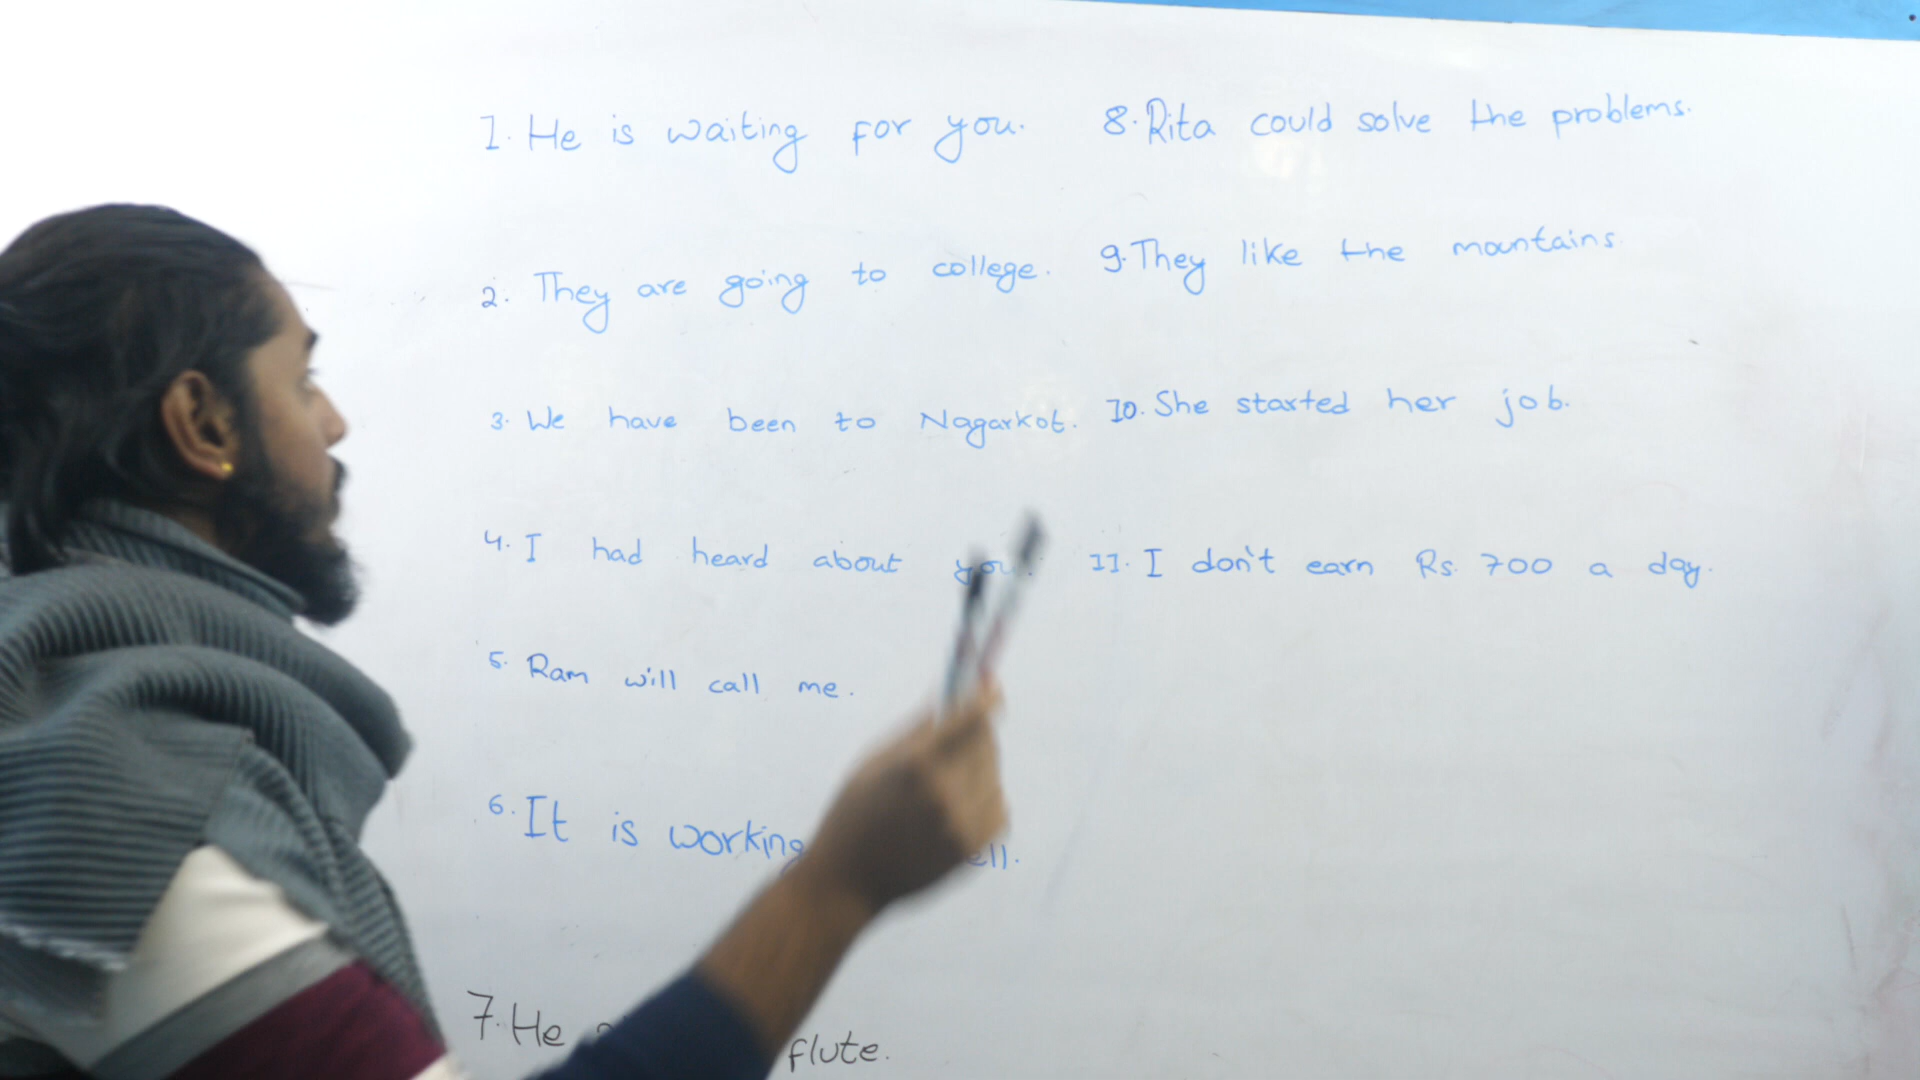 1. He is waiting for you.
2. They are going to college.
3. We have been to Nagarkot.
4. I had heard about you.
5. Ram will call me.
6. It is working
7. He flute.
8. Rita could solve the problems.
9. They like the mountains.
10. She started her job.
11. I don't earn Rs. 700 a day.